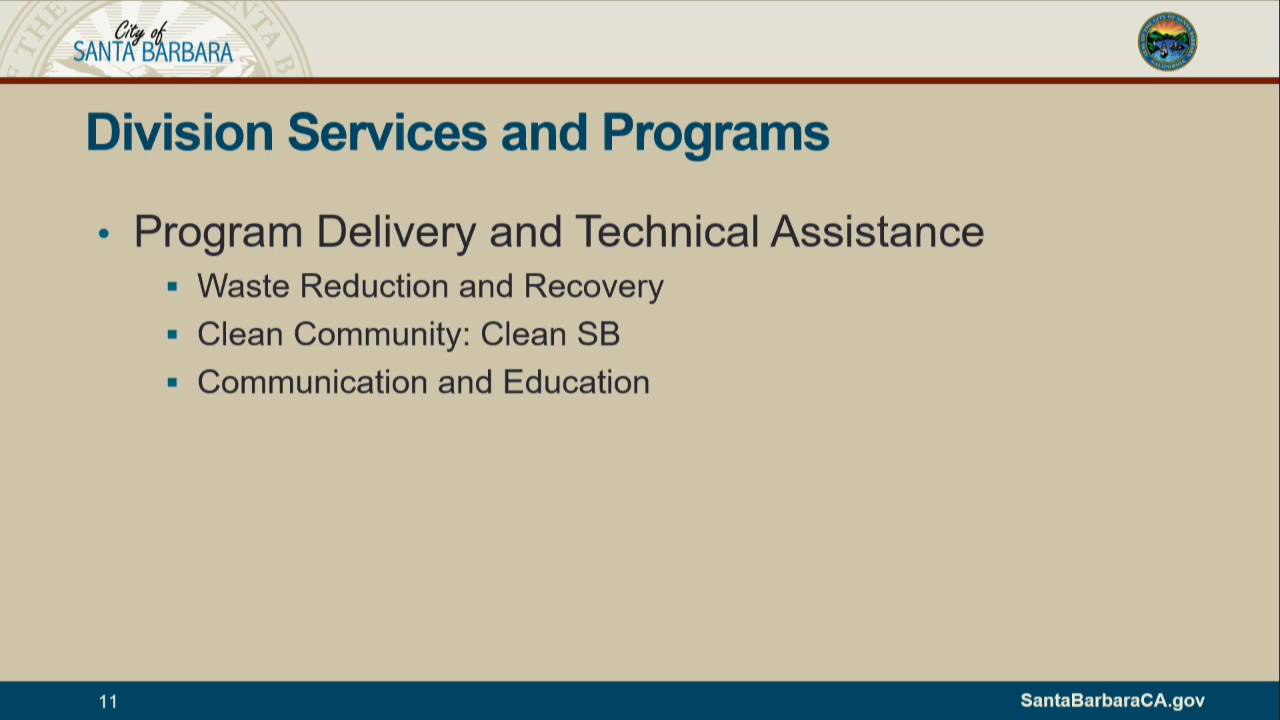 City of
SANTA BARBARA
Division Services and Programs
• Program Delivery and Technical Assistance
▪ Waste Reduction and Recovery
▪ Clean Community: Clean SB
▪ Communication and Education
11
SantaBarbaraCA.gov